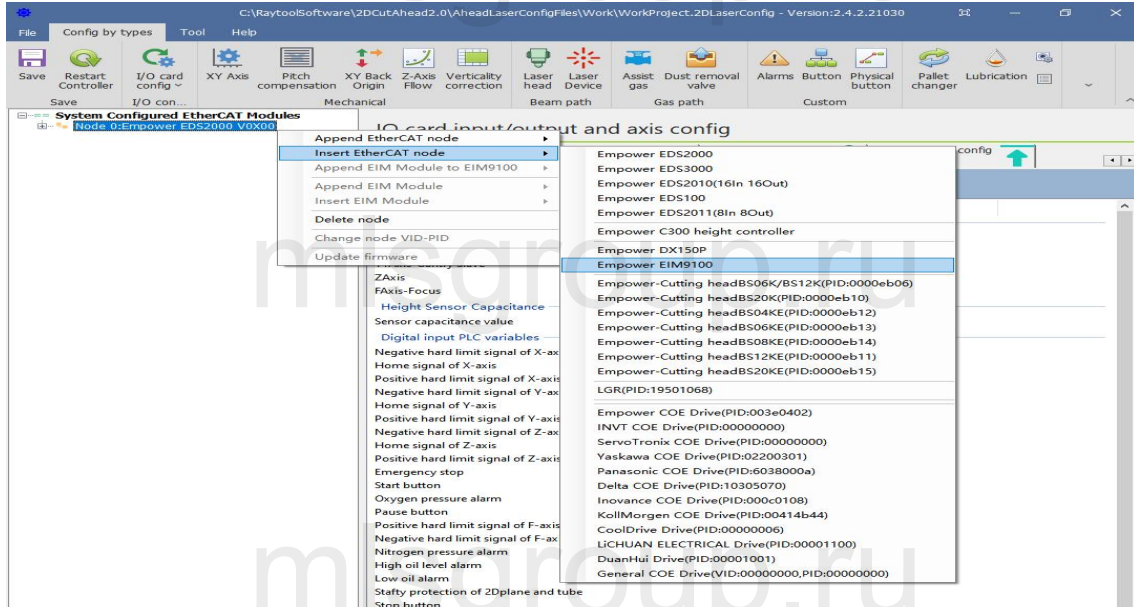 C:\RaytoolSoftware\2DCutAhead2.0\AheadLaserConfigFiles\Work\WorkProject.2DLaserConfig - Version:2.4.2.21030
File Config by types Tool Help
Save Restart Controller I/O card config XY Axis Pitch compensation XY Back Origin Z-Axis Fllow Verticality correction Laser head Laser Device Assist gas Dust removal valve Alarms Button Physical button Pallet changer Lubrication
Save I/O con... Mechanical Beam path Gas path Custom
System Configured EtherCAT Modules
Node 0:Empower EDS2000 V0X00
IO card input/output and axis config
config
Append EtherCAT node
Insert EtherCAT node
Append EIM Module to EIM9100
Append EIM Module
Insert EIM Module
Delete node
Change node VID-PID
Update firmware
Empower EDS2000
Empower EDS3000
Empower EDS2010(16In 16Out)
Empower EDS100
Empower EDS2011(8In 8Out)
Empower C300 height controller
Empower DX150P
Empower EIM9100
Empower-Cutting headBS06K/BS12K(PID:0000eb06)
Empower-Cutting headBS20K(PID:0000eb10)
Empower-Cutting headBS04KE(PID:0000eb12)
Empower-Cutting headBS06KE(PID:0000eb13)
Empower-Cutting headBS08KE(PID:0000eb14)
Empower-Cutting headBS12KE(PID:0000eb11)
Empower-Cutting headBS20KE(PID:0000eb15)
LGR(PID:19501068)
Empower COE Drive(PID:003e0402)
INVT COE Drive(PID:00000000)
ServoTronix COE Drive(PID:00000000)
Yaskawa COE Drive(PID:02200301)
Panasonic COE Drive(PID:6038000a)
Delta COE Drive(PID:10305070)
Inovance COE Drive(PID:000c0108)
KollMorgen COE Drive(PID:00414b44)
CoolDrive Drive(PID:00000006)
LiCHUAN ELECTRICAL Drive(PID:00001100)
DuanHui Drive(PID:00001001)
General COE Drive(VID:00000000,PID:00000000)
ZAxis
FAxis-Focus
Height Sensor Capacitance
Sensor capacitance value
Digital input PLC variables
Negative hard limit signal of X-ax
Home signal of X-axis
Positive hard limit signal of X-axis
Negative hard limit signal of Y-ax
Home signal of Y-axis
Positive hard limit signal of Y-axis
Negative hard limit signal of Z-ax
Home signal of Z-axis
Positive hard limit signal of Z-axis
Emergency stop
Start button
Oxygen pressure alarm
Pause button
Positive hard limit signal of F-axis
Negative hard limit signal of F-ax
Nitrogen pressure alarm
High oil level alarm
Low oil alarm
Stafty protection of 2Dplane and tube
Stop button
mlsgroup.ru
mlsgroup.ru